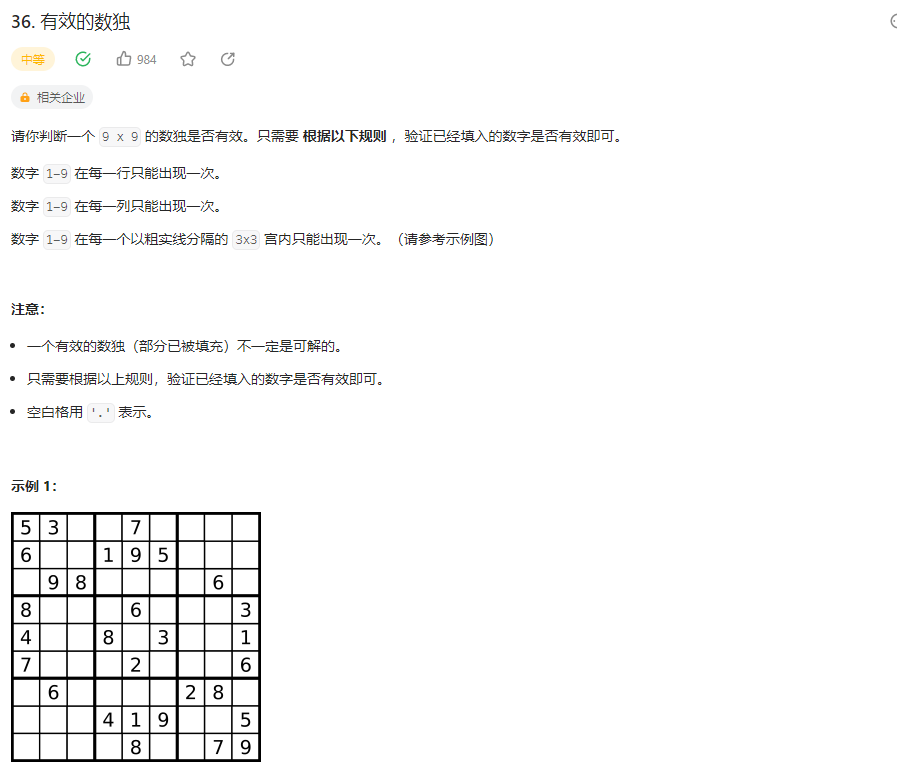 36. 有效的数独
中等 984
相关企业
请你判断一个 9 x 9 的数独是否有效。只需要 根据以下规则 ，验证已经填入的数字是否有效即可。
数字 1-9 在每一行只能出现一次。
数字 1-9 在每一列只能出现一次。
数字 1-9 在每一个以粗实线分隔的 3x3 宫内只能出现一次。（请参考示例图）
注意：
• 一个有效的数独（部分已被填充）不一定是可解的。
• 只需要根据以上规则，验证已经填入的数字是否有效即可。
• 空白格用 '.' 表示。
示例 1：
5 3 7
6 1 9 5
9 8 6
8 6 3
4 8 3 1
7 2 6
6 2 8
4 1 9 5
8 7 9